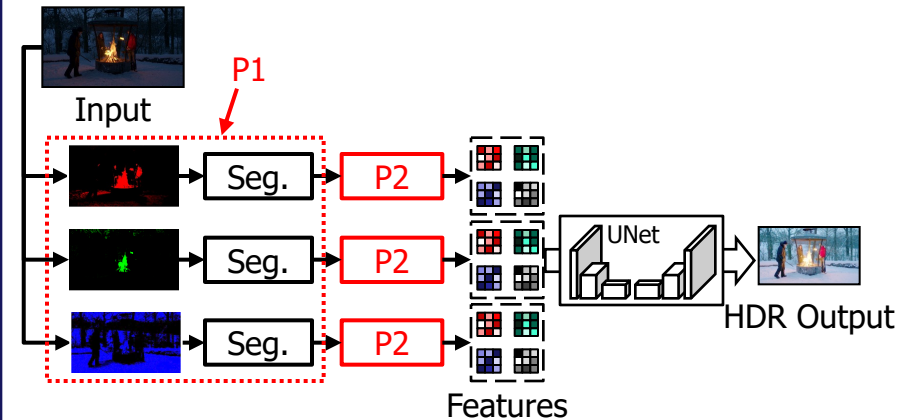 Input
P1
Seg.
P2
Seg.
P2
Seg.
P2
UNet
HDR Output
Features